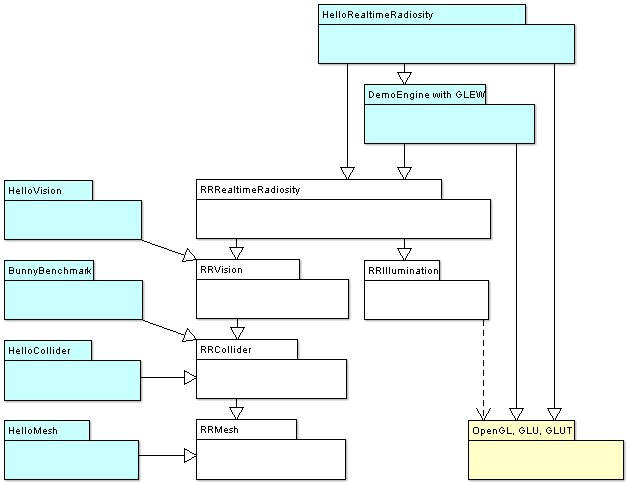 HelloRealtimeRadiosity
DemoEngine with GLEW
HelloVision
RRRealtimeRadiosity
BunnyBenchmark
RRVision
RRIllumination
HelloCollider
RRCollider
HelloMesh
RRMesh
OpenGL, GLU, GLUT